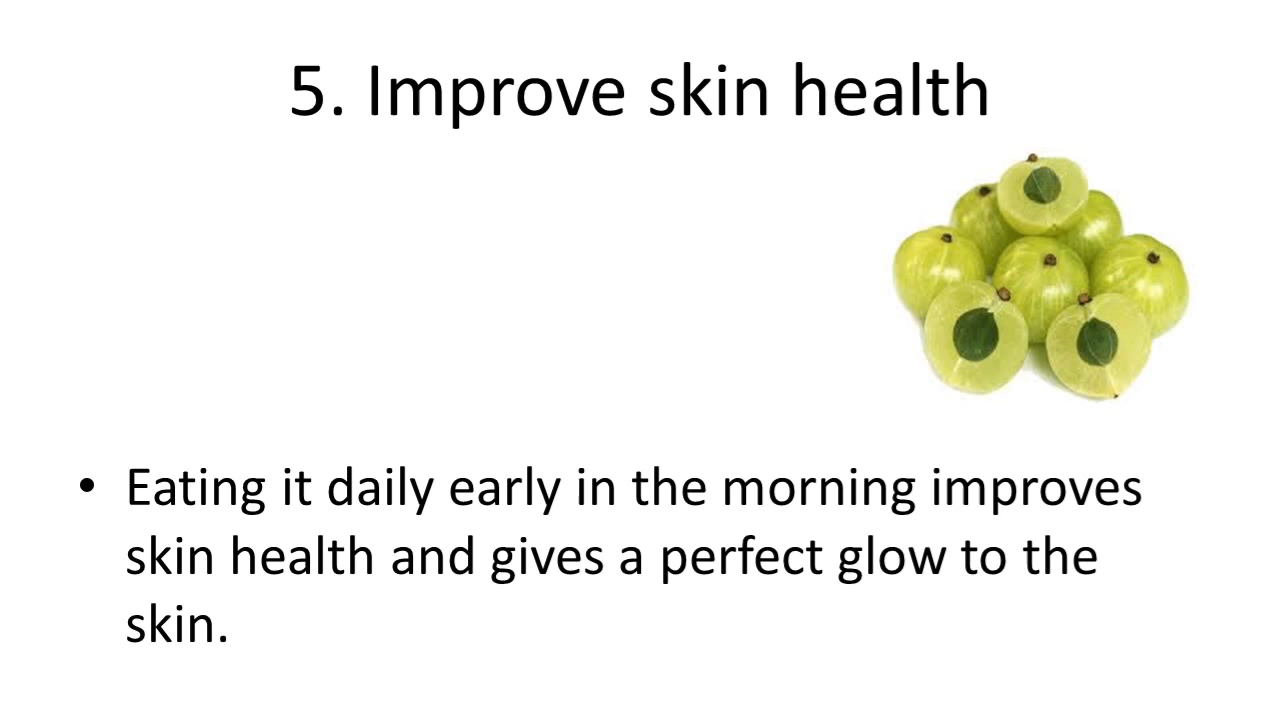 5. Improve skin health
• Eating it daily early in the morning improves
skin health and gives a perfect glow to the
skin.